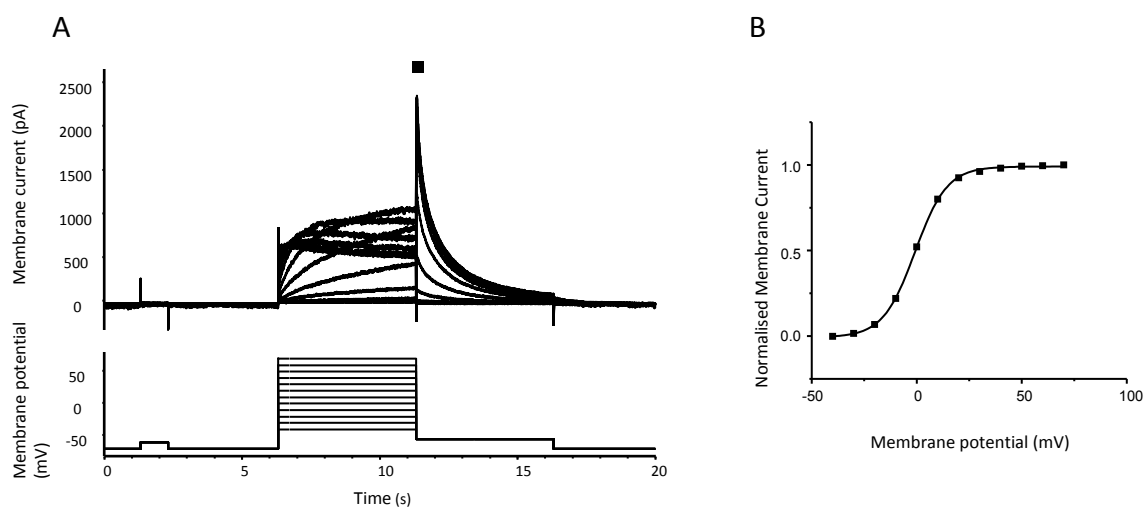 A
Membrane current (pA)
2500
2000
1500
1000
500
0
Membrane potential
(mV)
50
0
-50
0
5
10
15
20
Time (s)
B
Normalised Membrane Current
1.0
0.5
0.0
-50
0
50
100
Membrane potential (mV)